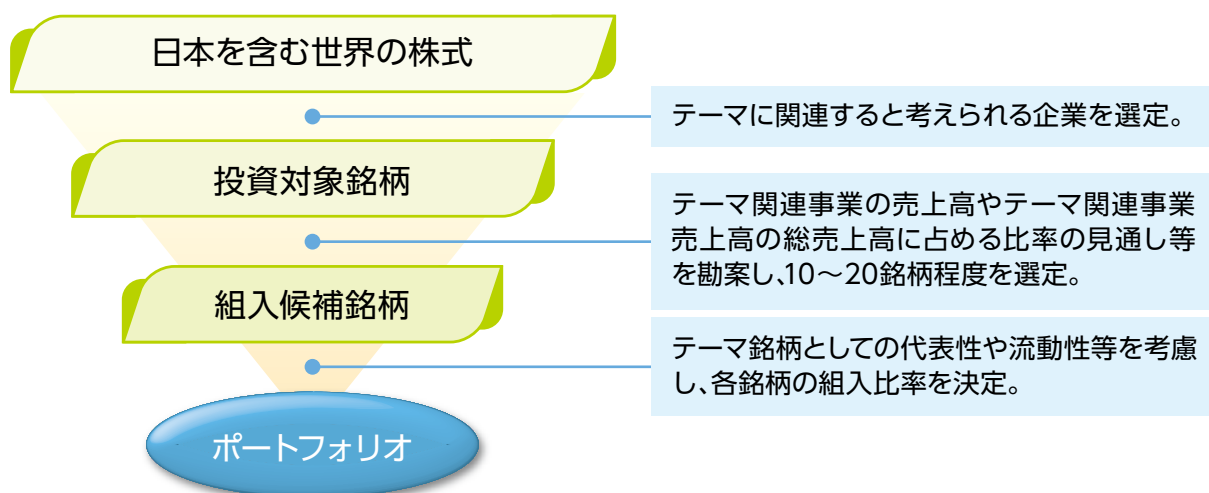 日本を含む世界の株式
テーマに関連すると考えられる企業を選定。
投資対象銘柄
テーマ関連事業の売上高やテーマ関連事業
売上高の総売上高に占める比率の見通し等
を勘案し、10〜20銘柄程度を選定。
組入候補銘柄
テーマ銘柄としての代表性や流動性等を考慮
し、各銘柄の組入比率を決定。
ポートフォリオ